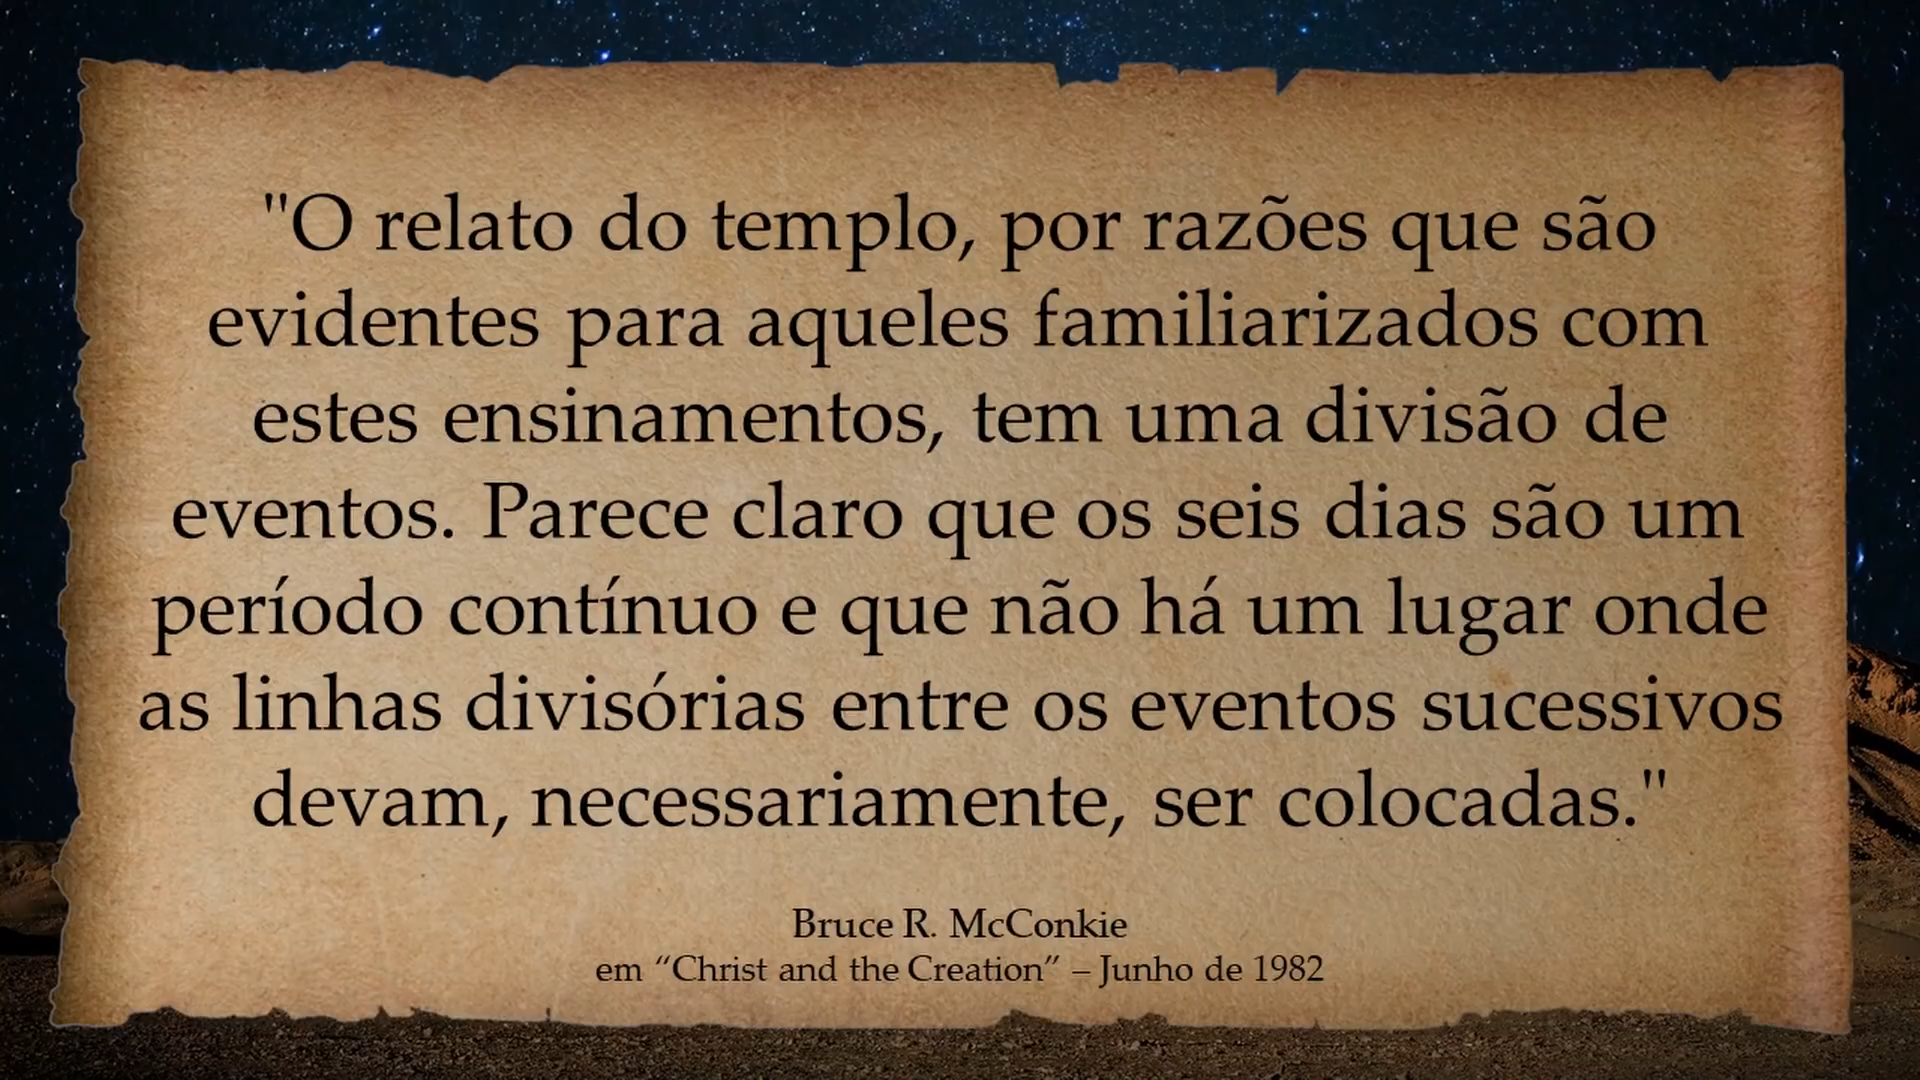 "O relato do templo, por razões que são
evidentes para aqueles familiarizados com
estes ensinamentos, tem uma divisão de
eventos. Parece claro que os seis dias são um
período contínuo e que não há um lugar onde
as linhas divisórias entre os eventos sucessivos
devam, necessariamente, ser colocadas."
Bruce R. McConkie
em “Christ and the Creation” – Junho de 1982